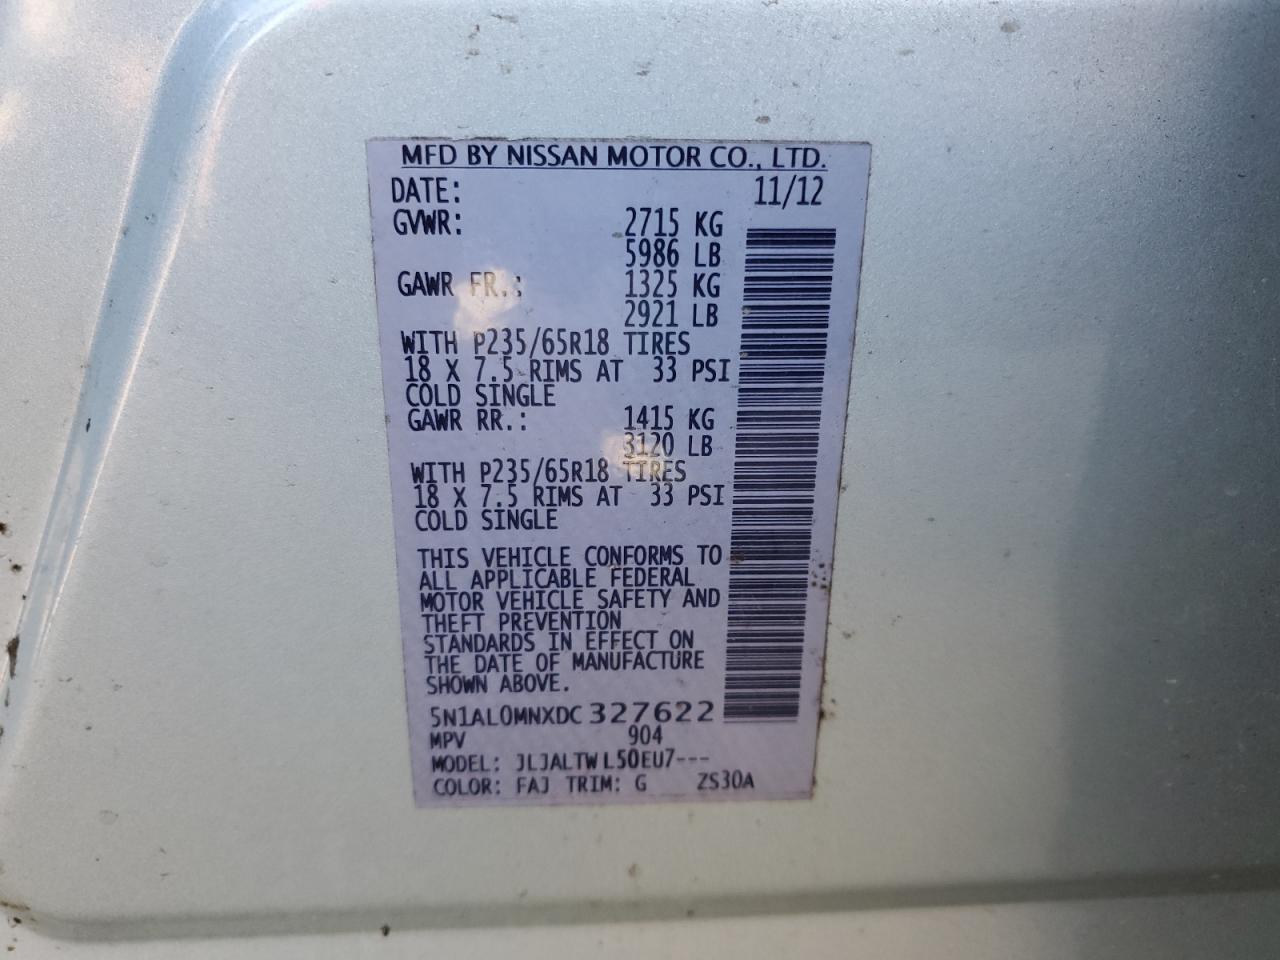 MFD BY NISSAN MOTOR CO., LTD.
DATE: 11/12
GVWR: 2715 KG
5986 LB
GAWR FR.: 1325 KG
2921 LB
WITH P235/65R18 TIRES
18 X 7.5 RIMS AT 33 PSI
COLD SINGLE
GAWR RR.: 1415 KG
3120 LB
WITH P235/65R18 TIRES
18 X 7.5 RIMS AT 33 PSI
COLD SINGLE
THIS VEHICLE CONFORMS TO
ALL APPLICABLE FEDERAL
MOTOR VEHICLE SAFETY AND
THEFT PREVENTION
STANDARDS IN EFFECT ON
THE DATE OF MANUFACTURE
SHOWN ABOVE.
5N1AL0MNXDC 327622
MPV 904
MODEL: JLJALTWL50EU7---
COLOR: FAJ TRIM: G ZS30A